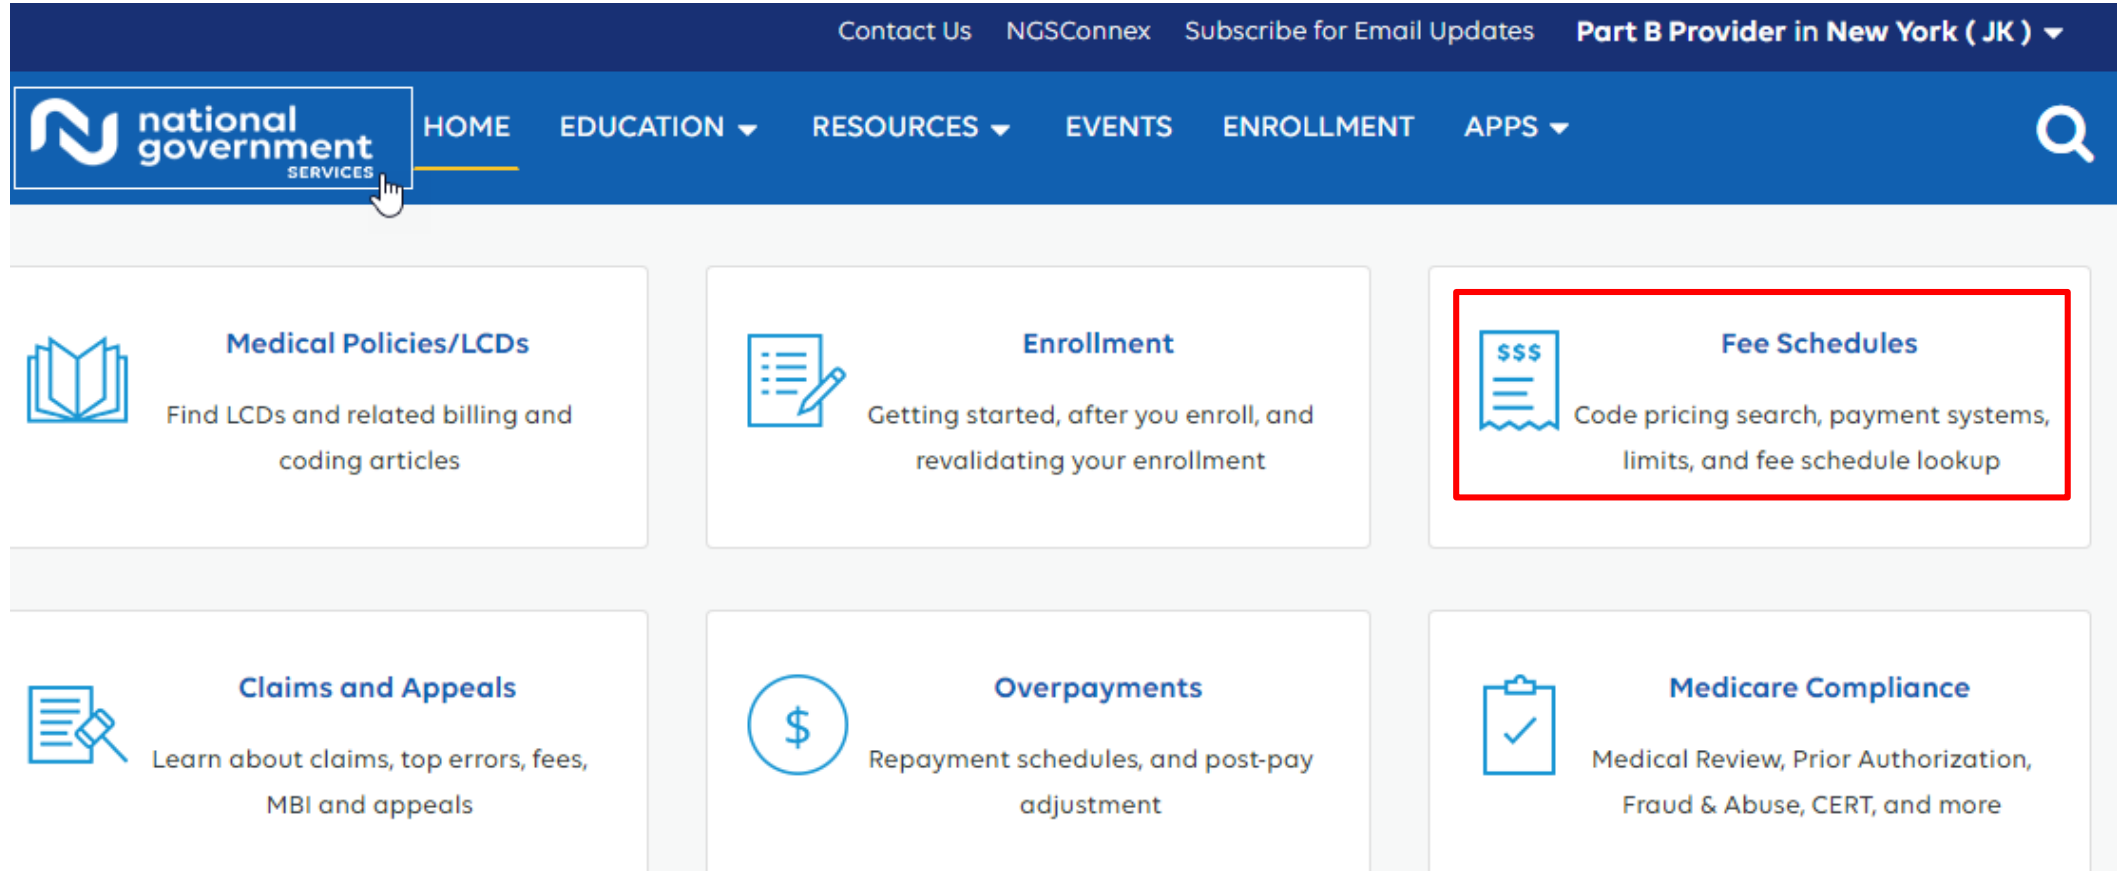 Contact Us NGSConnex Subscribe for Email Updates Part B Provider in New York ( JK )
national
government
SERVICES
HOME EDUCATION RESOURCES EVENTS ENROLLMENT APPS
Medical Policies/LCDs
Find LCDs and related billing and
coding articles
Enrollment
Getting started, after you enroll, and
revalidating your enrollment
$$$
Fee Schedules
Code pricing search, payment systems,
limits, and fee schedule lookup
Claims and Appeals
Learn about claims, top errors, fees,
MBI and appeals
$
Overpayments
Repayment schedules, and post-pay
adjustment
Medicare Compliance
Medical Review, Prior Authorization,
Fraud & Abuse, CERT, and more